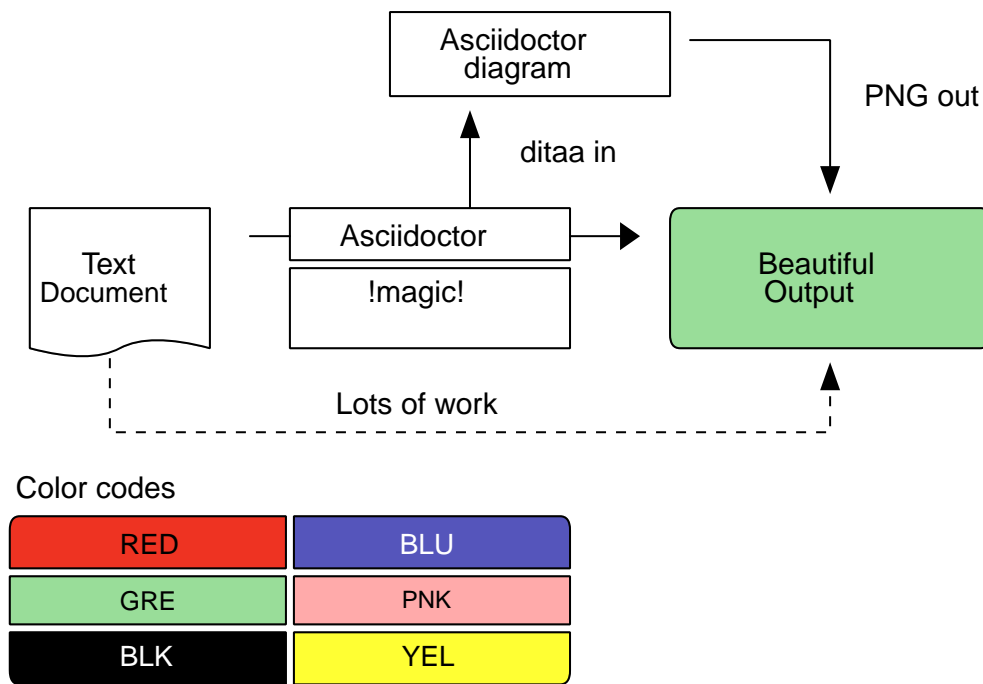 Asciidoctor
diagram
PNG out
ditaa in
Text
Document
Asciidoctor
!magic!
Beautiful
Output
Lots of work
Color codes
RED
BLU
GRE
PNK
BLK
YEL